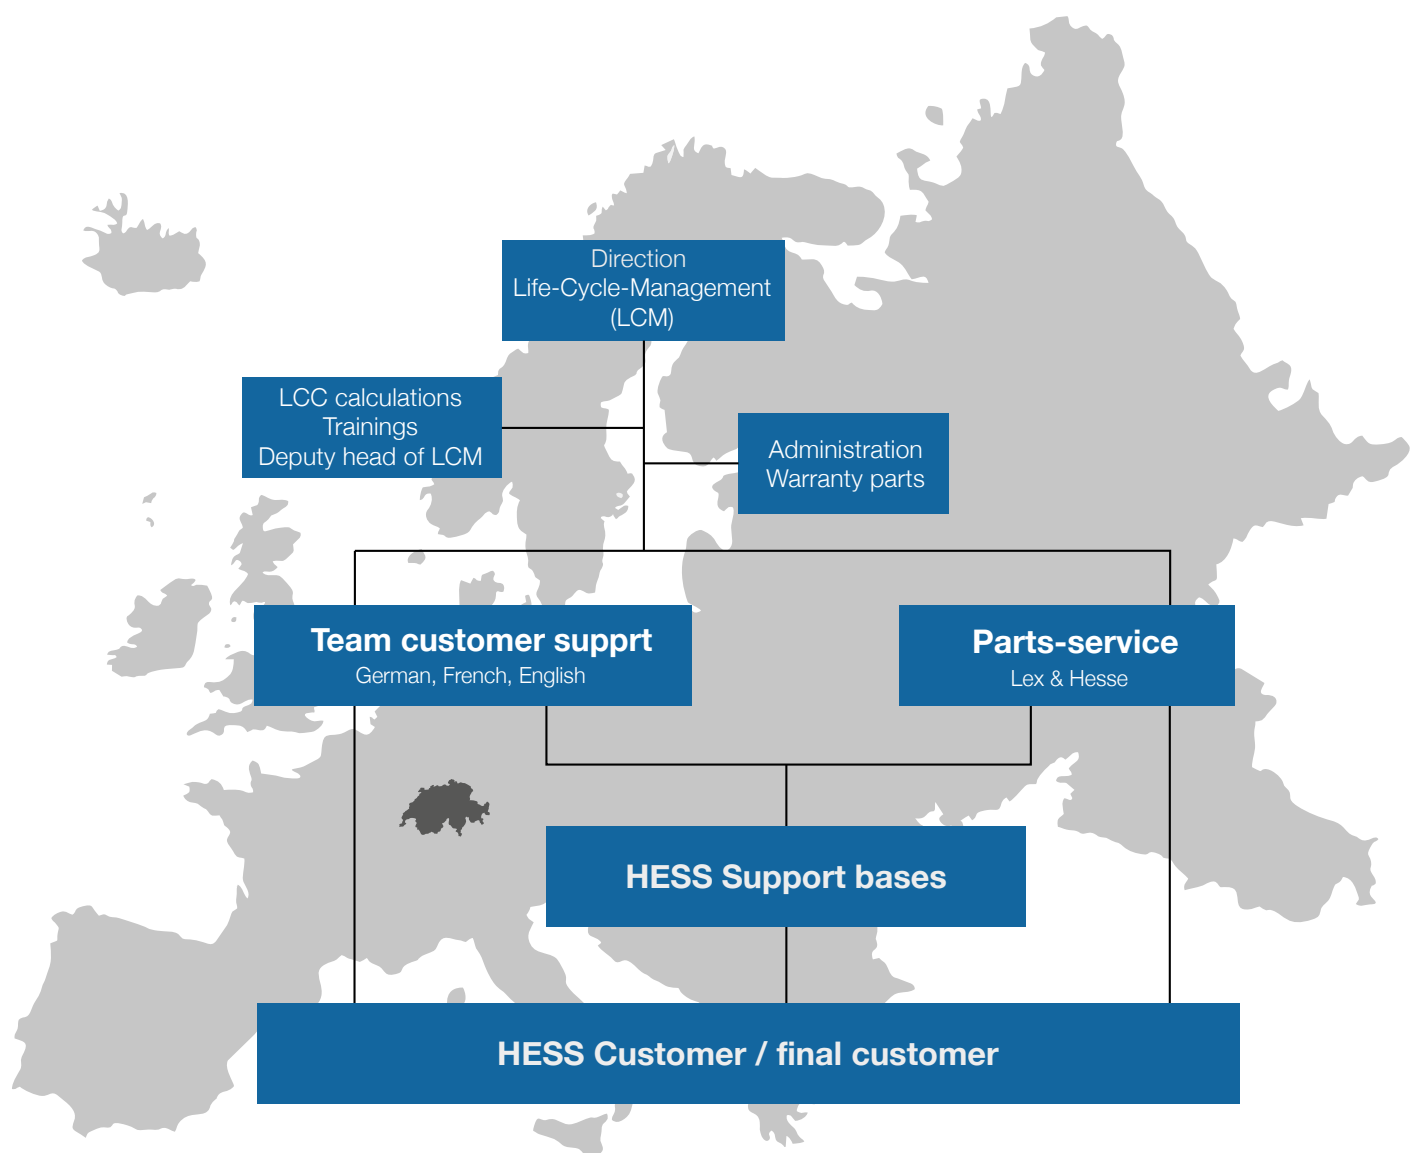 Direction
Life-Cycle-Management
(LCM)
LCC calculations
Trainings
Deputy head of LCM
Administration
Warranty parts
Team customer supprt
German, French, English
Parts-service
Lex & Hesse
HESS Support bases
HESS Customer / final customer